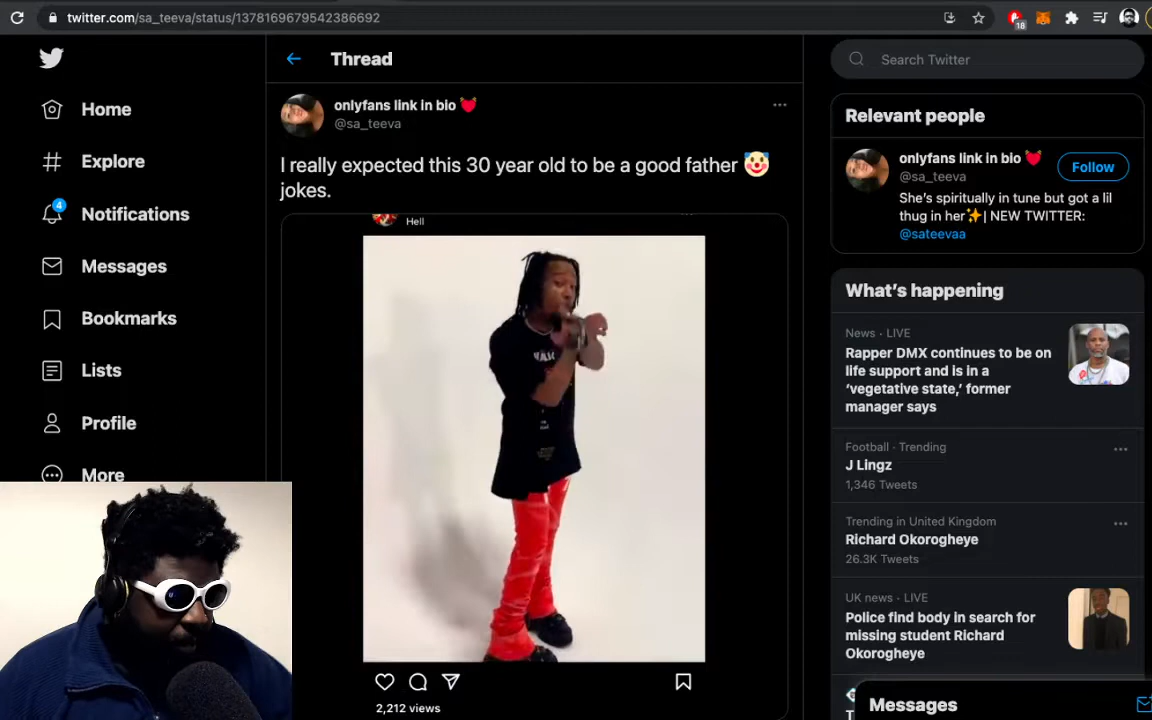 twitter.com/sa_teeva/status/1378169679542386692
18
Home
Explore
4
Notifications
Messages
Bookmarks
Lists
Profile
More
Thread
onlyfans link in bio
@sa_teeva
I really expected this 30 year old to be a good father 🤡
jokes.
Hell
2,212 views
Search Twitter
Relevant people
onlyfans link in bio
@sa_teeva
Follow
She's spiritually in tune but got a lil
thug in her✨| NEW TWITTER:
@sateevaa
What's happening
News · LIVE
Rapper DMX continues to be on
life support and is in a
'vegetative state,' former
manager says
Football · Trending
J Lingz
1,346 Tweets
Trending in United Kingdom
Richard Okorogheye
26.3K Tweets
UK news · LIVE
Police find body in search for
missing student Richard
Okorogheye
Messages